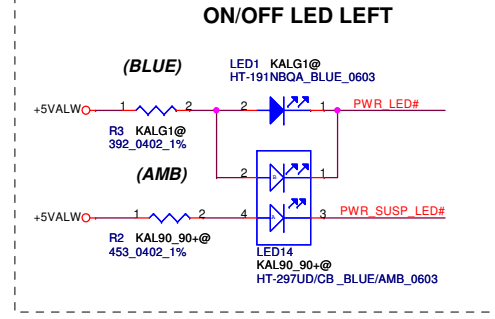 ON/OFF LED LEFT
(BLUE)
LED1 KALG1@
HT-191NBQA_BLUE_0603
+5VALW
1
2
2
1
PWR_LED#
R3 KALG1@
392_0402_1%
(AMB)
2
B
1
+5VALW
1
2
4
A
3
PWR_SUSP_LED#
R2 KAL90_90+@
453_0402_1%
LED14
KAL90_90+@
HT-297UD/CB _BLUE/AMB_0603